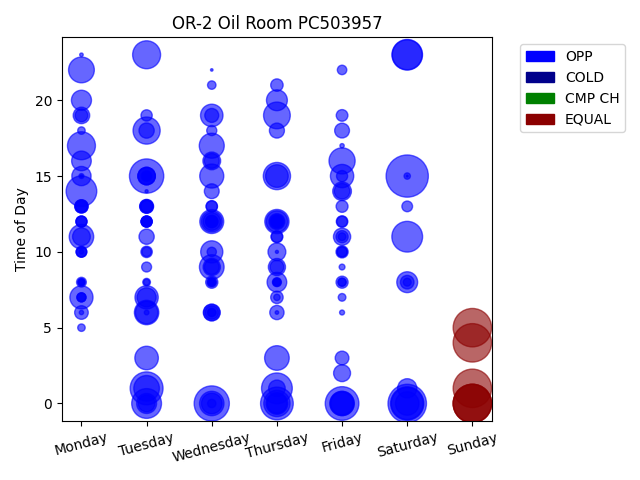 OR-2 Oil Room PC503957
OPP
COLD
CMP CH
EQUAL
Time of Day
20
15
10
5
0
Monday
Tuesday
Wednesday
Thursday
Friday
Saturday
Sunday